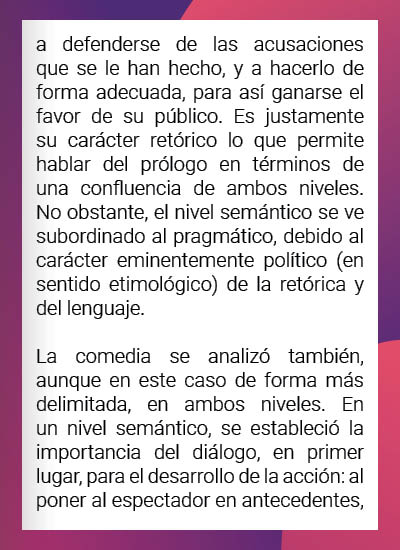 a defenderse de las acusaciones
que se le han hecho, y a hacerlo de
forma adecuada, para así ganarse el
favor de su público. Es justamente
su carácter retórico lo que permite
hablar del prólogo en términos de
una confluencia de ambos niveles.
No obstante, el nivel semántico se ve
subordinado al pragmático, debido al
carácter eminentemente político (en
sentido etimológico) de la retórica y
del lenguaje.

La comedia se analizó también,
aunque en este caso de forma más
delimitada, en ambos niveles. En
un nivel semántico, se estableció la
importancia del diálogo, en primer
lugar, para el desarrollo de la acción: al
poner al espectador en antecedentes,